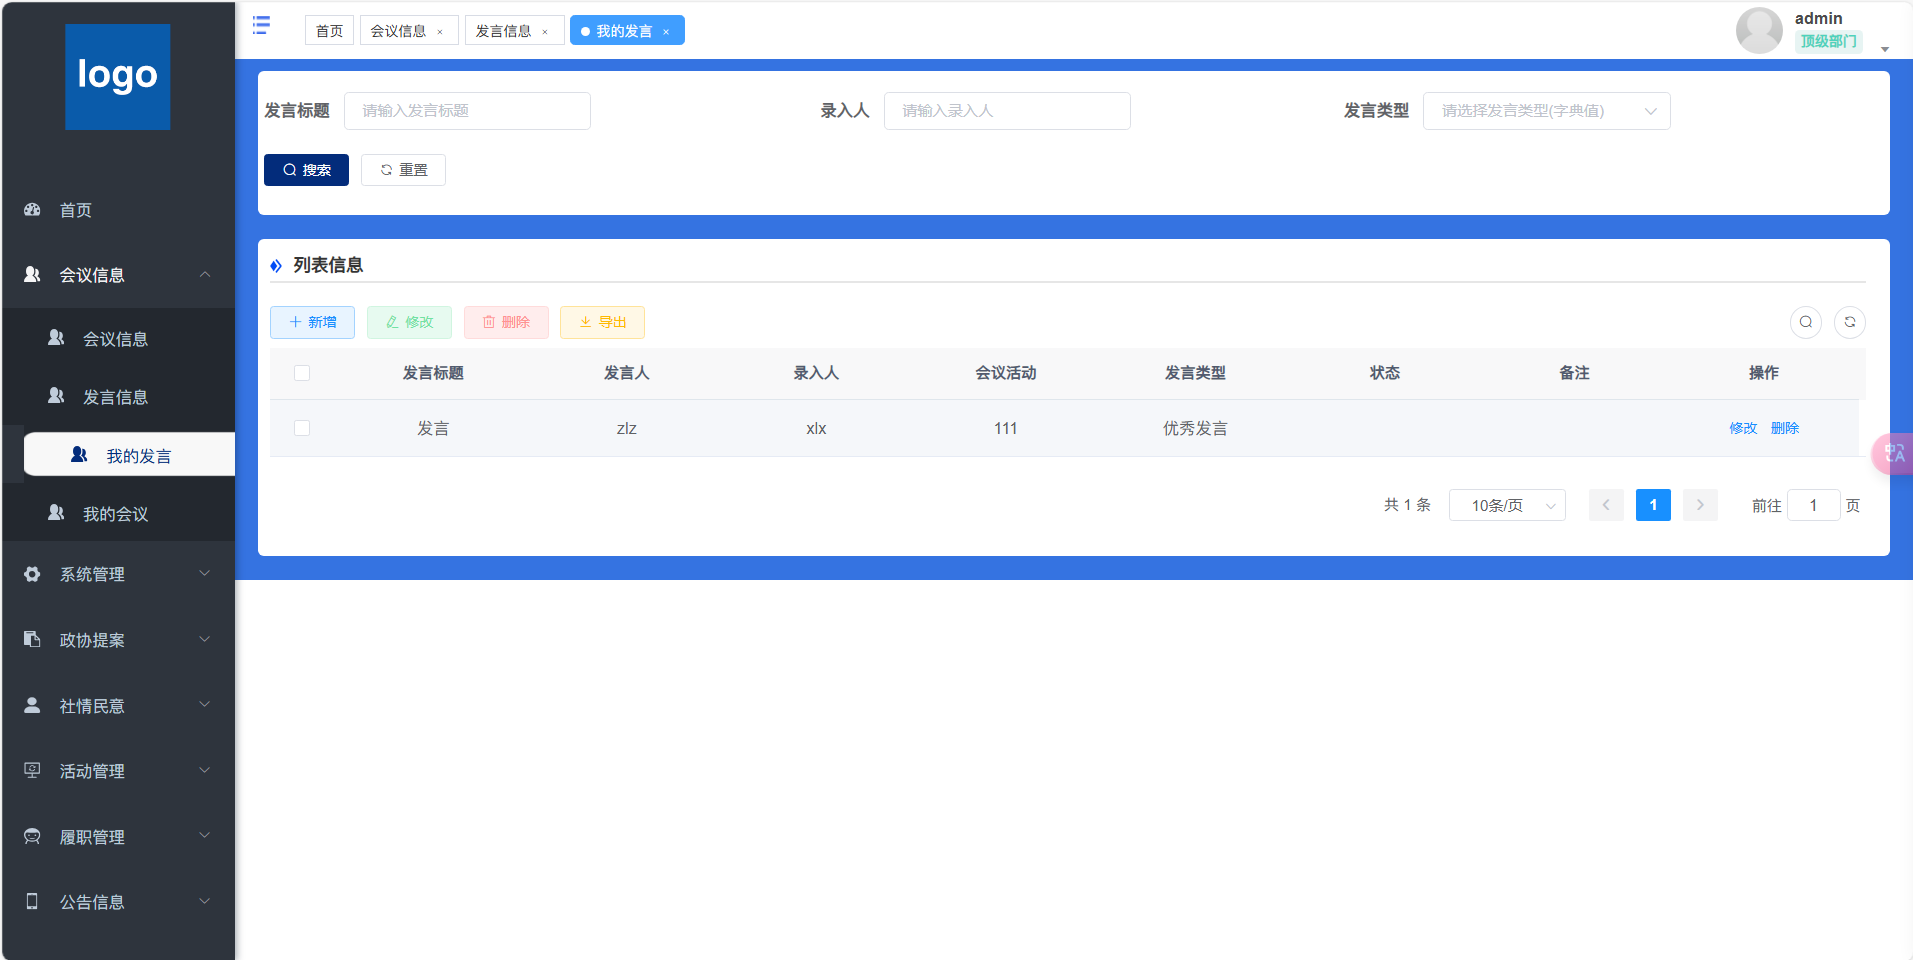 logo
首页
会议信息
会议信息
发言信息
我的发言
我的会议
系统管理
政协提案
社情民意
活动管理
履职管理
公告信息
首页 会议信息 × 发言信息 × 我的发言 ×
admin
顶级部门
发言标题 请输入发言标题 录入人 请输入录入人 发言类型 请选择发言类型(字典值)
搜索 重置
列表信息
新增 修改 删除 导出
发言标题 发言人 录入人 会议活动 发言类型 状态 备注 操作
发言 zlz xlx 111 优秀发言 修改 删除
共 1 条 10条/页 1 前往 1 页